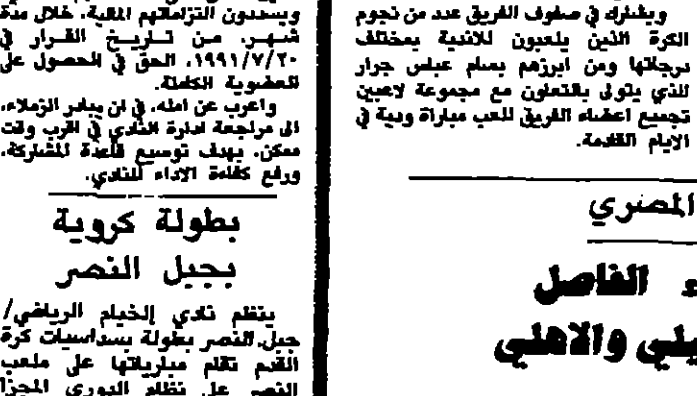 ويشارك في صفوف الفريق عدد من نجوم
الكرة الذين يلعبون للاندية بمختلف
درجاتها ومن ابرزهم بسام عباس جرار
الذي يتولى بالتعاون مع مجموعة لاعبين
تجميع اعضاء الفريق للعب مباراة ودية في
الايام القادمة.
المصري
الفاصل
والاهلي
ويسددون التزاماتهم المالية، خلال مدة
شهر، من تاريخ القرار في
١٩٩١/٧/٢٠، الحق في الحصول على
العضوية الكاملة.
واعرب عن امله، في ان يبادر الزملاء،
الى مراجعة ادارة النادي في اقرب وقت
ممكن، بهدف توسيع قاعدة المشاركة،
ورفع كفاءة الاداء للنادي.
بطولة كروية
بجبل النصر
ينظم نادي الخيام الرياضي/
جبل النصر بطولة بسداسيات كرة
القدم تقام مبارياتها على ملعب
النصر على نظام الدوري المجزأ